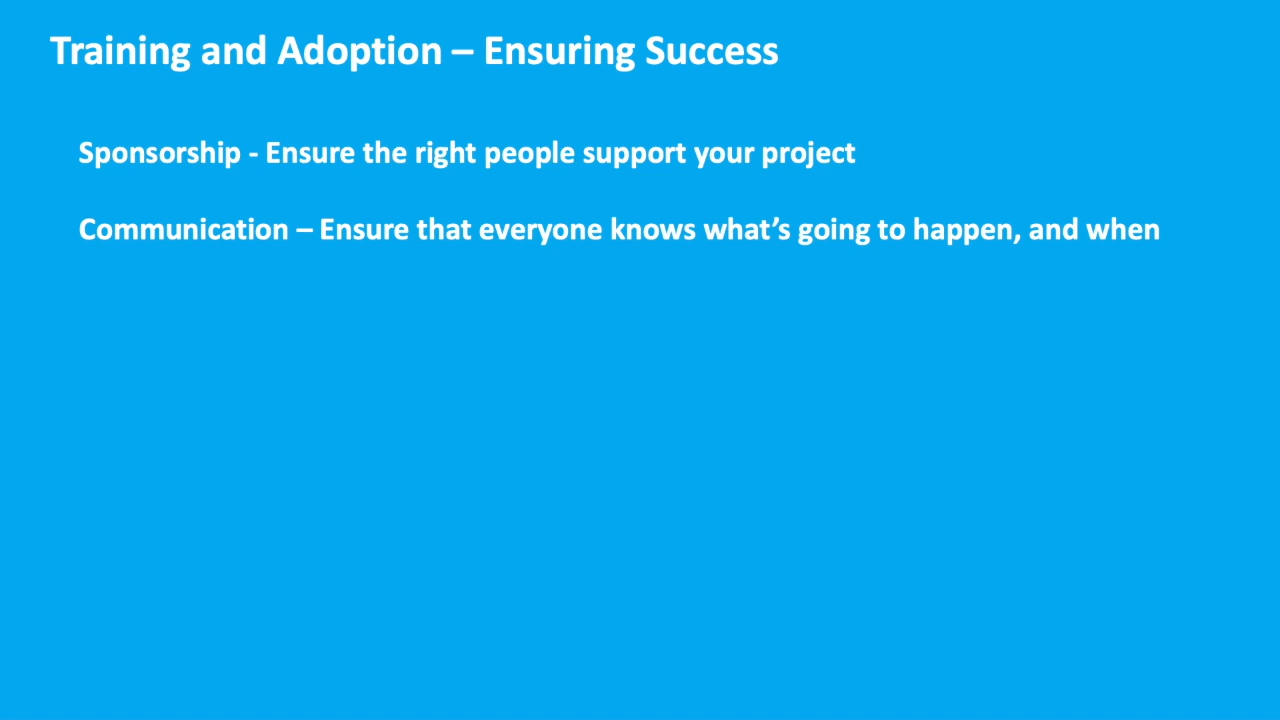 Training and Adoption – Ensuring Success
Sponsorship - Ensure the right people support your project
Communication – Ensure that everyone knows what’s going to happen, and when